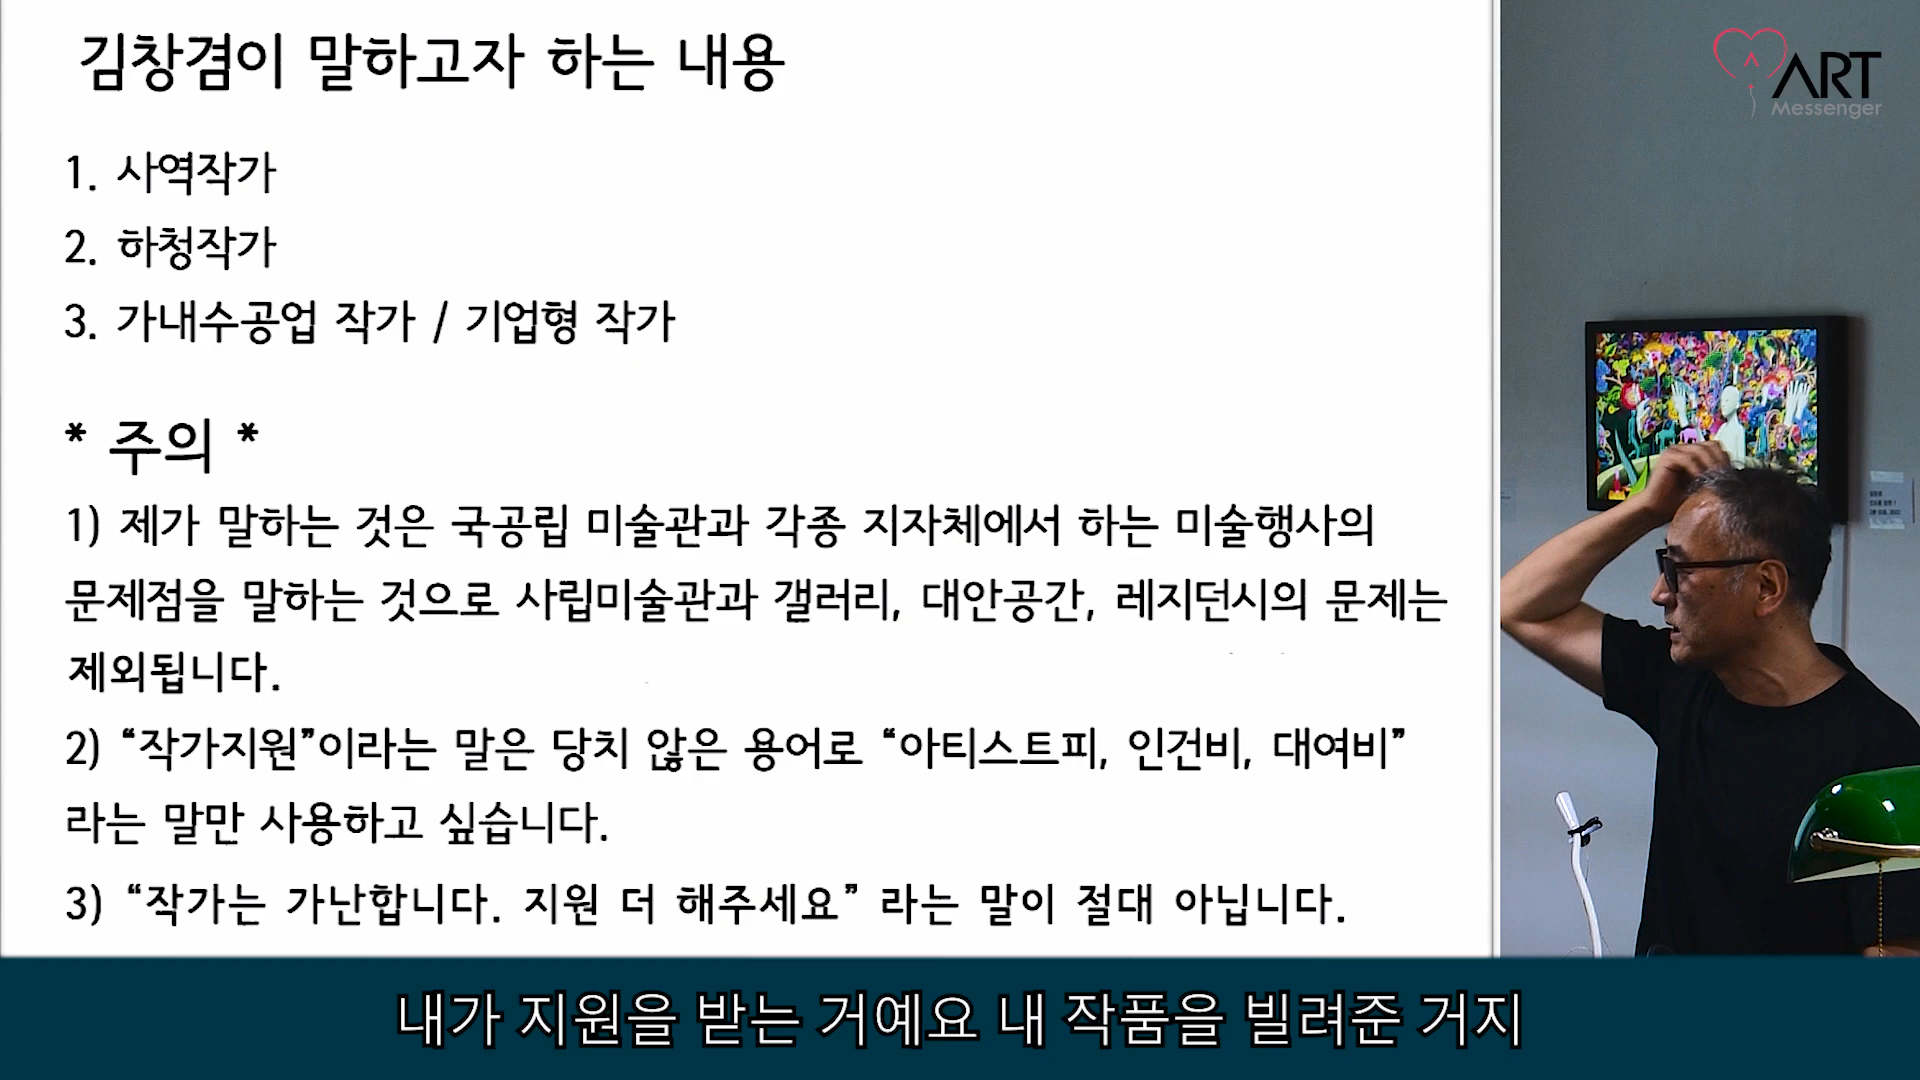 김창겸이 말하고자 하는 내용
1. 사역작가
2. 하청작가
3. 가내수공업 작가 / 기업형 작가
* 주의 *
1) 제가 말하는 것은 국공립 미술관과 각종 지자체에서 하는 미술행사의
문제점을 말하는 것으로 사립미술관과 갤러리, 대안공간, 레지던시의 문제는
제외됩니다.
2) “작가지원”이라는 말은 당치 않은 용어로 “아티스트피, 인건비, 대여비”
라는 말만 사용하고 싶습니다.
3) “작가는 가난합니다. 지원 더 해주세요” 라는 말이 절대 아닙니다.
ART
Messenger
내가 지원을 받는 거예요 내 작품을 빌려준 거지